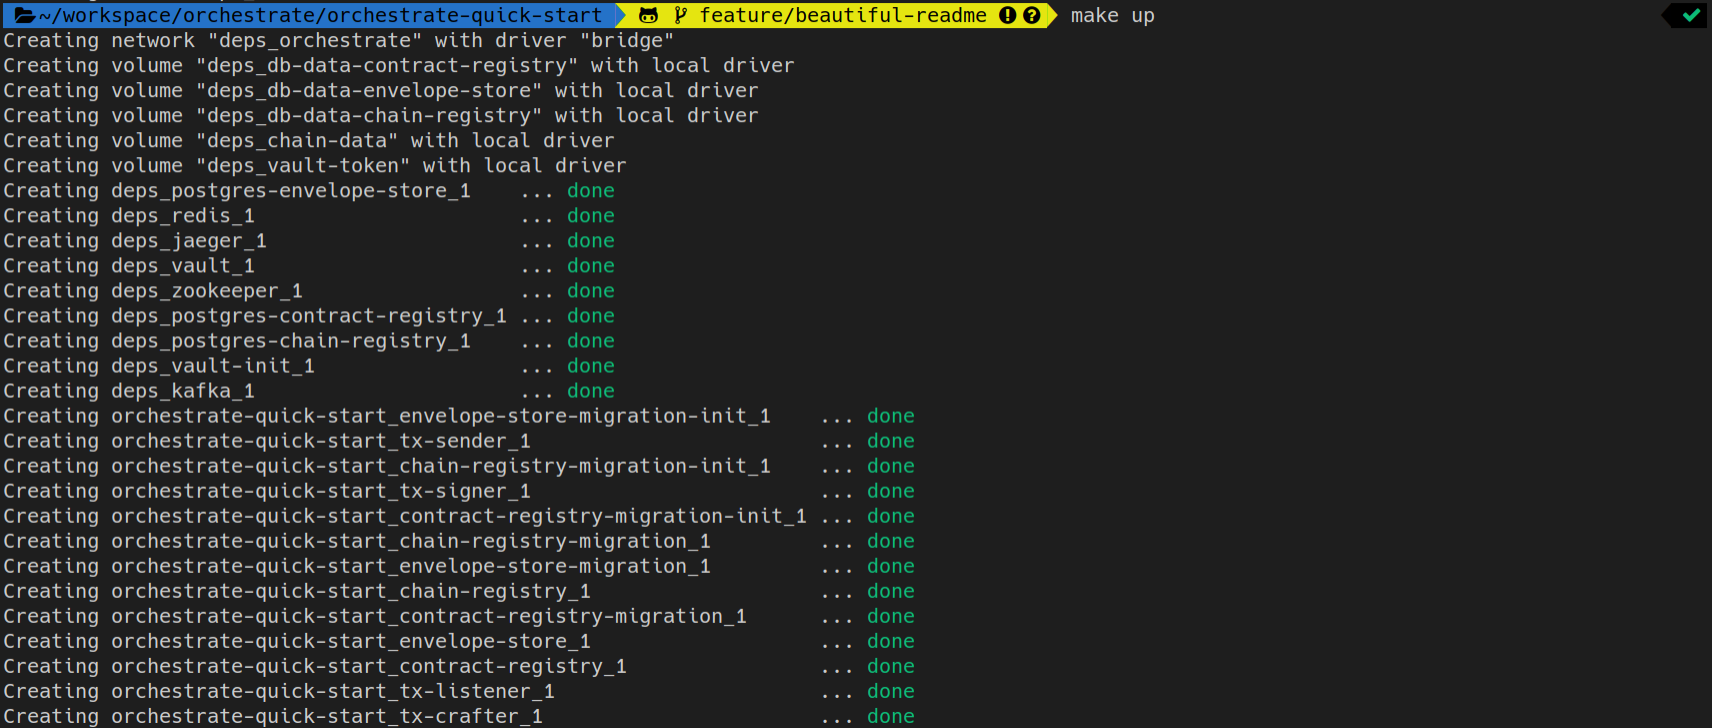 ~/workspace/orchestrate/orchestrate-quick-start feature/beautiful-readme make up
Creating network "deps_orchestrate" with driver "bridge"
Creating volume "deps_db-data-contract-registry" with local driver
Creating volume "deps_db-data-envelope-store" with local driver
Creating volume "deps_db-data-chain-registry" with local driver
Creating volume "deps_chain-data" with local driver
Creating volume "deps_vault-token" with local driver
Creating deps_postgres-envelope-store_1 ... done
Creating deps_redis_1 ... done
Creating deps_jaeger_1 ... done
Creating deps_vault_1 ... done
Creating deps_zookeeper_1 ... done
Creating deps_postgres-contract-registry_1 ... done
Creating deps_postgres-chain-registry_1 ... done
Creating deps_vault-init_1 ... done
Creating deps_kafka_1 ... done
Creating orchestrate-quick-start_envelope-store-migration-init_1 ... done
Creating orchestrate-quick-start_tx-sender_1 ... done
Creating orchestrate-quick-start_chain-registry-migration-init_1 ... done
Creating orchestrate-quick-start_tx-signer_1 ... done
Creating orchestrate-quick-start_contract-registry-migration-init_1 ... done
Creating orchestrate-quick-start_chain-registry-migration_1 ... done
Creating orchestrate-quick-start_envelope-store-migration_1 ... done
Creating orchestrate-quick-start_chain-registry_1 ... done
Creating orchestrate-quick-start_contract-registry-migration_1 ... done
Creating orchestrate-quick-start_envelope-store_1 ... done
Creating orchestrate-quick-start_contract-registry_1 ... done
Creating orchestrate-quick-start_tx-listener_1 ... done
Creating orchestrate-quick-start_tx-crafter_1 ... done